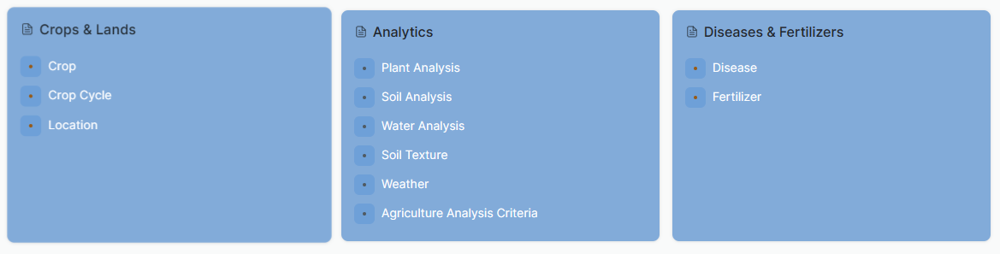 Crops & Lands
Crop
Crop Cycle
Location
Analytics
Plant Analysis
Soil Analysis
Water Analysis
Soil Texture
Weather
Agriculture Analysis Criteria
Diseases & Fertilizers
Disease
Fertilizer